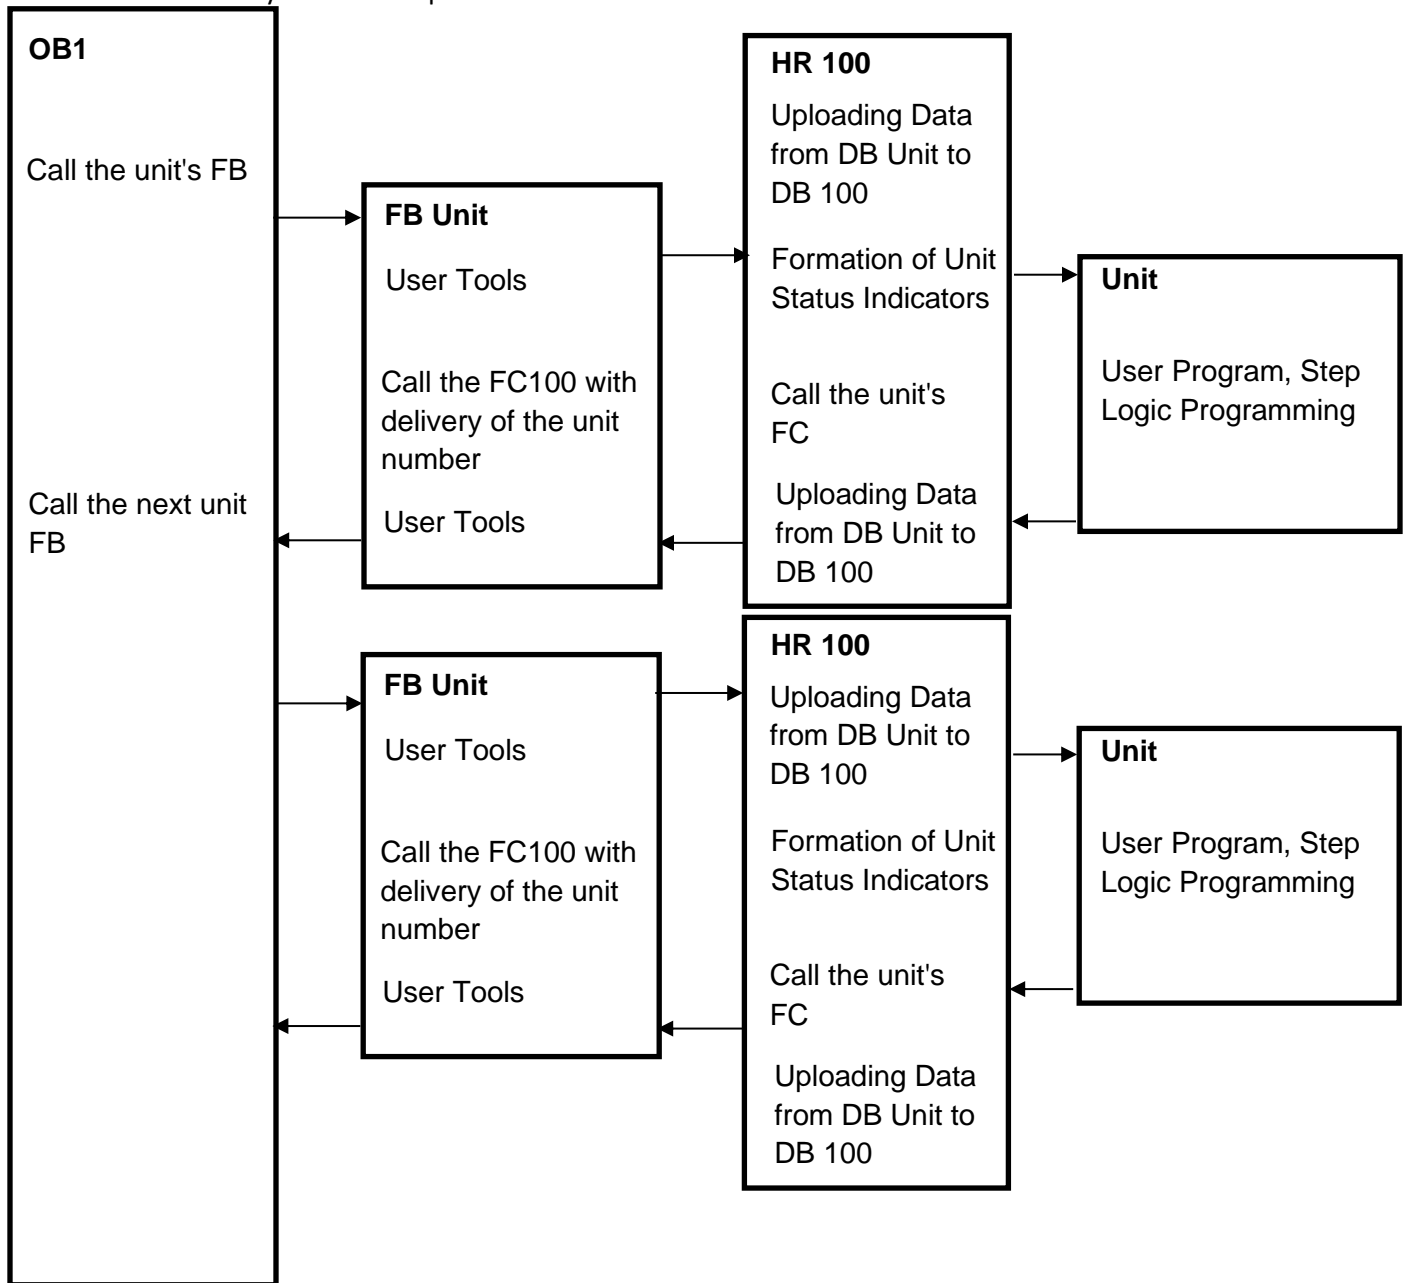 OB1
Call the unit's FB
Call the next unit
FB
FB Unit
User Tools
Call the FC100 with
delivery of the unit
number
User Tools
HR 100
Uploading Data
from DB Unit to
DB 100
Formation of Unit
Status Indicators
Call the unit's
FC
Uploading Data
from DB Unit to
DB 100
Unit
User Program, Step
Logic Programming
FB Unit
User Tools
Call the FC100 with
delivery of the unit
number
User Tools
HR 100
Uploading Data
from DB Unit to
DB 100
Formation of Unit
Status Indicators
Call the unit's
FC
Uploading Data
from DB Unit to
DB 100
Unit
User Program, Step
Logic Programming